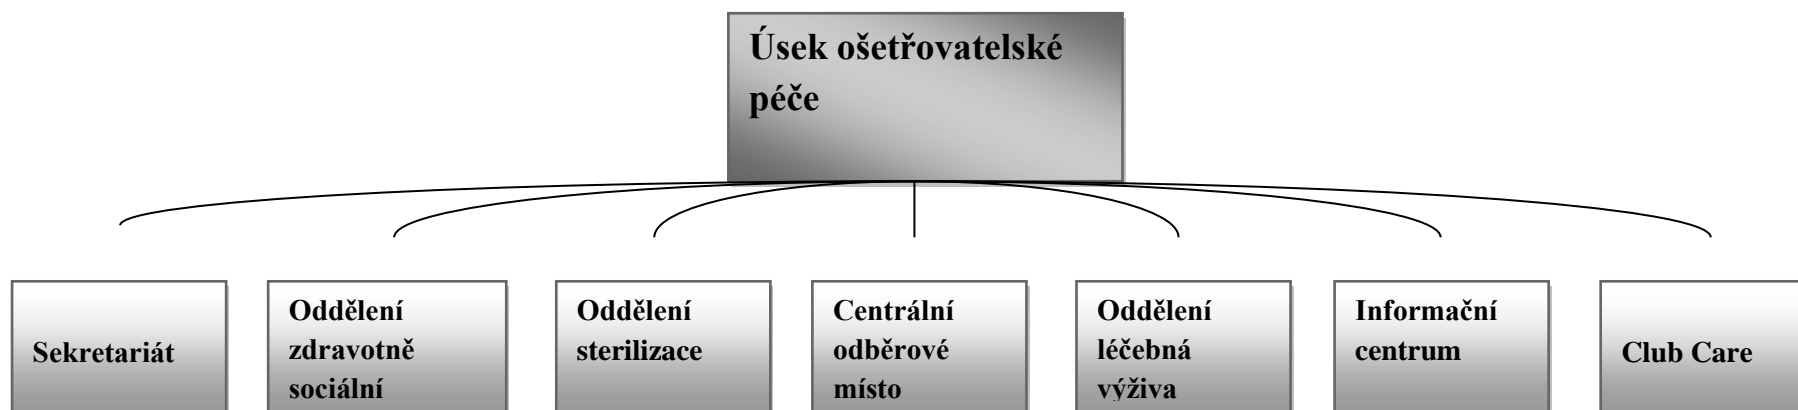 Úsek ošetřovatelské
péče
Sekretariát
Oddělení
zdravotně
sociální
Oddělení
sterilizace
Centrální
odběrové
místo
Oddělení
léčebná
výživa
Informační
centrum
Club Care